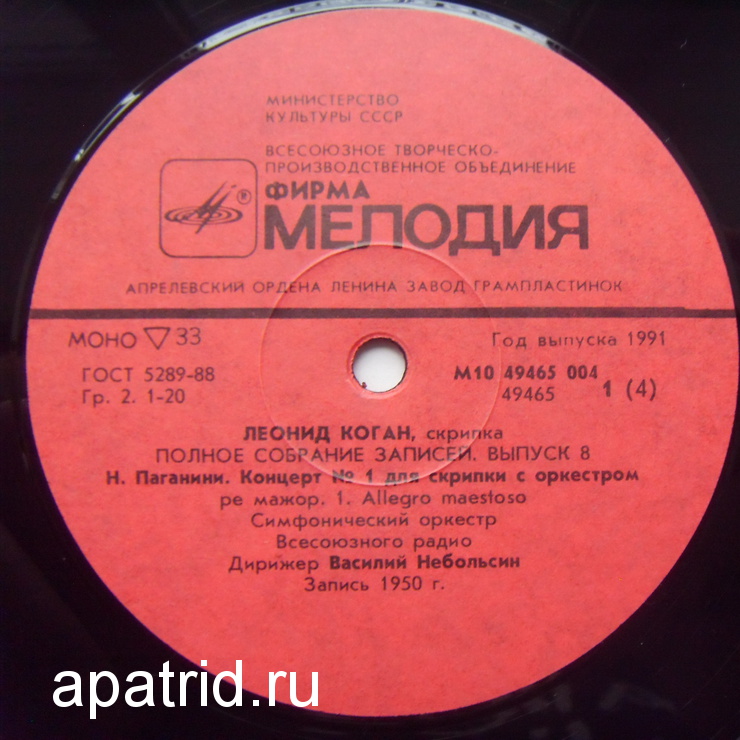 МИНИСТЕРСТВО
КУЛЬТУРЫ СССР
ВСЕСОЮЗНОЕ ТВОРЧЕСКО-
ПРОИЗВОДСТВЕННОЕ ОБЪЕДИНЕНИЕ
®
ФИРМА
МЕЛОДИЯ
АПРЕЛЕВСКИЙ ОРДЕНА ЛЕНИНА ЗАВОД ГРАМПЛАСТИНОК
МОНО ▽ 33 Год выпуска 1991
ГОСТ 5289-88 М10 49465 004
Гр. 2. 1-20 49465 1 (4)
ЛЕОНИД КОГАН, скрипка
ПОЛНОЕ СОБРАНИЕ ЗАПИСЕЙ. ВЫПУСК 8
Н. Паганини. Концерт № 1 для скрипки с оркестром
ре мажор. 1. Allegro maestoso
Симфонический оркестр
Всесоюзного радио
Дирижер Василий Небольсин
Запись 1950 г.
apatrid.ru